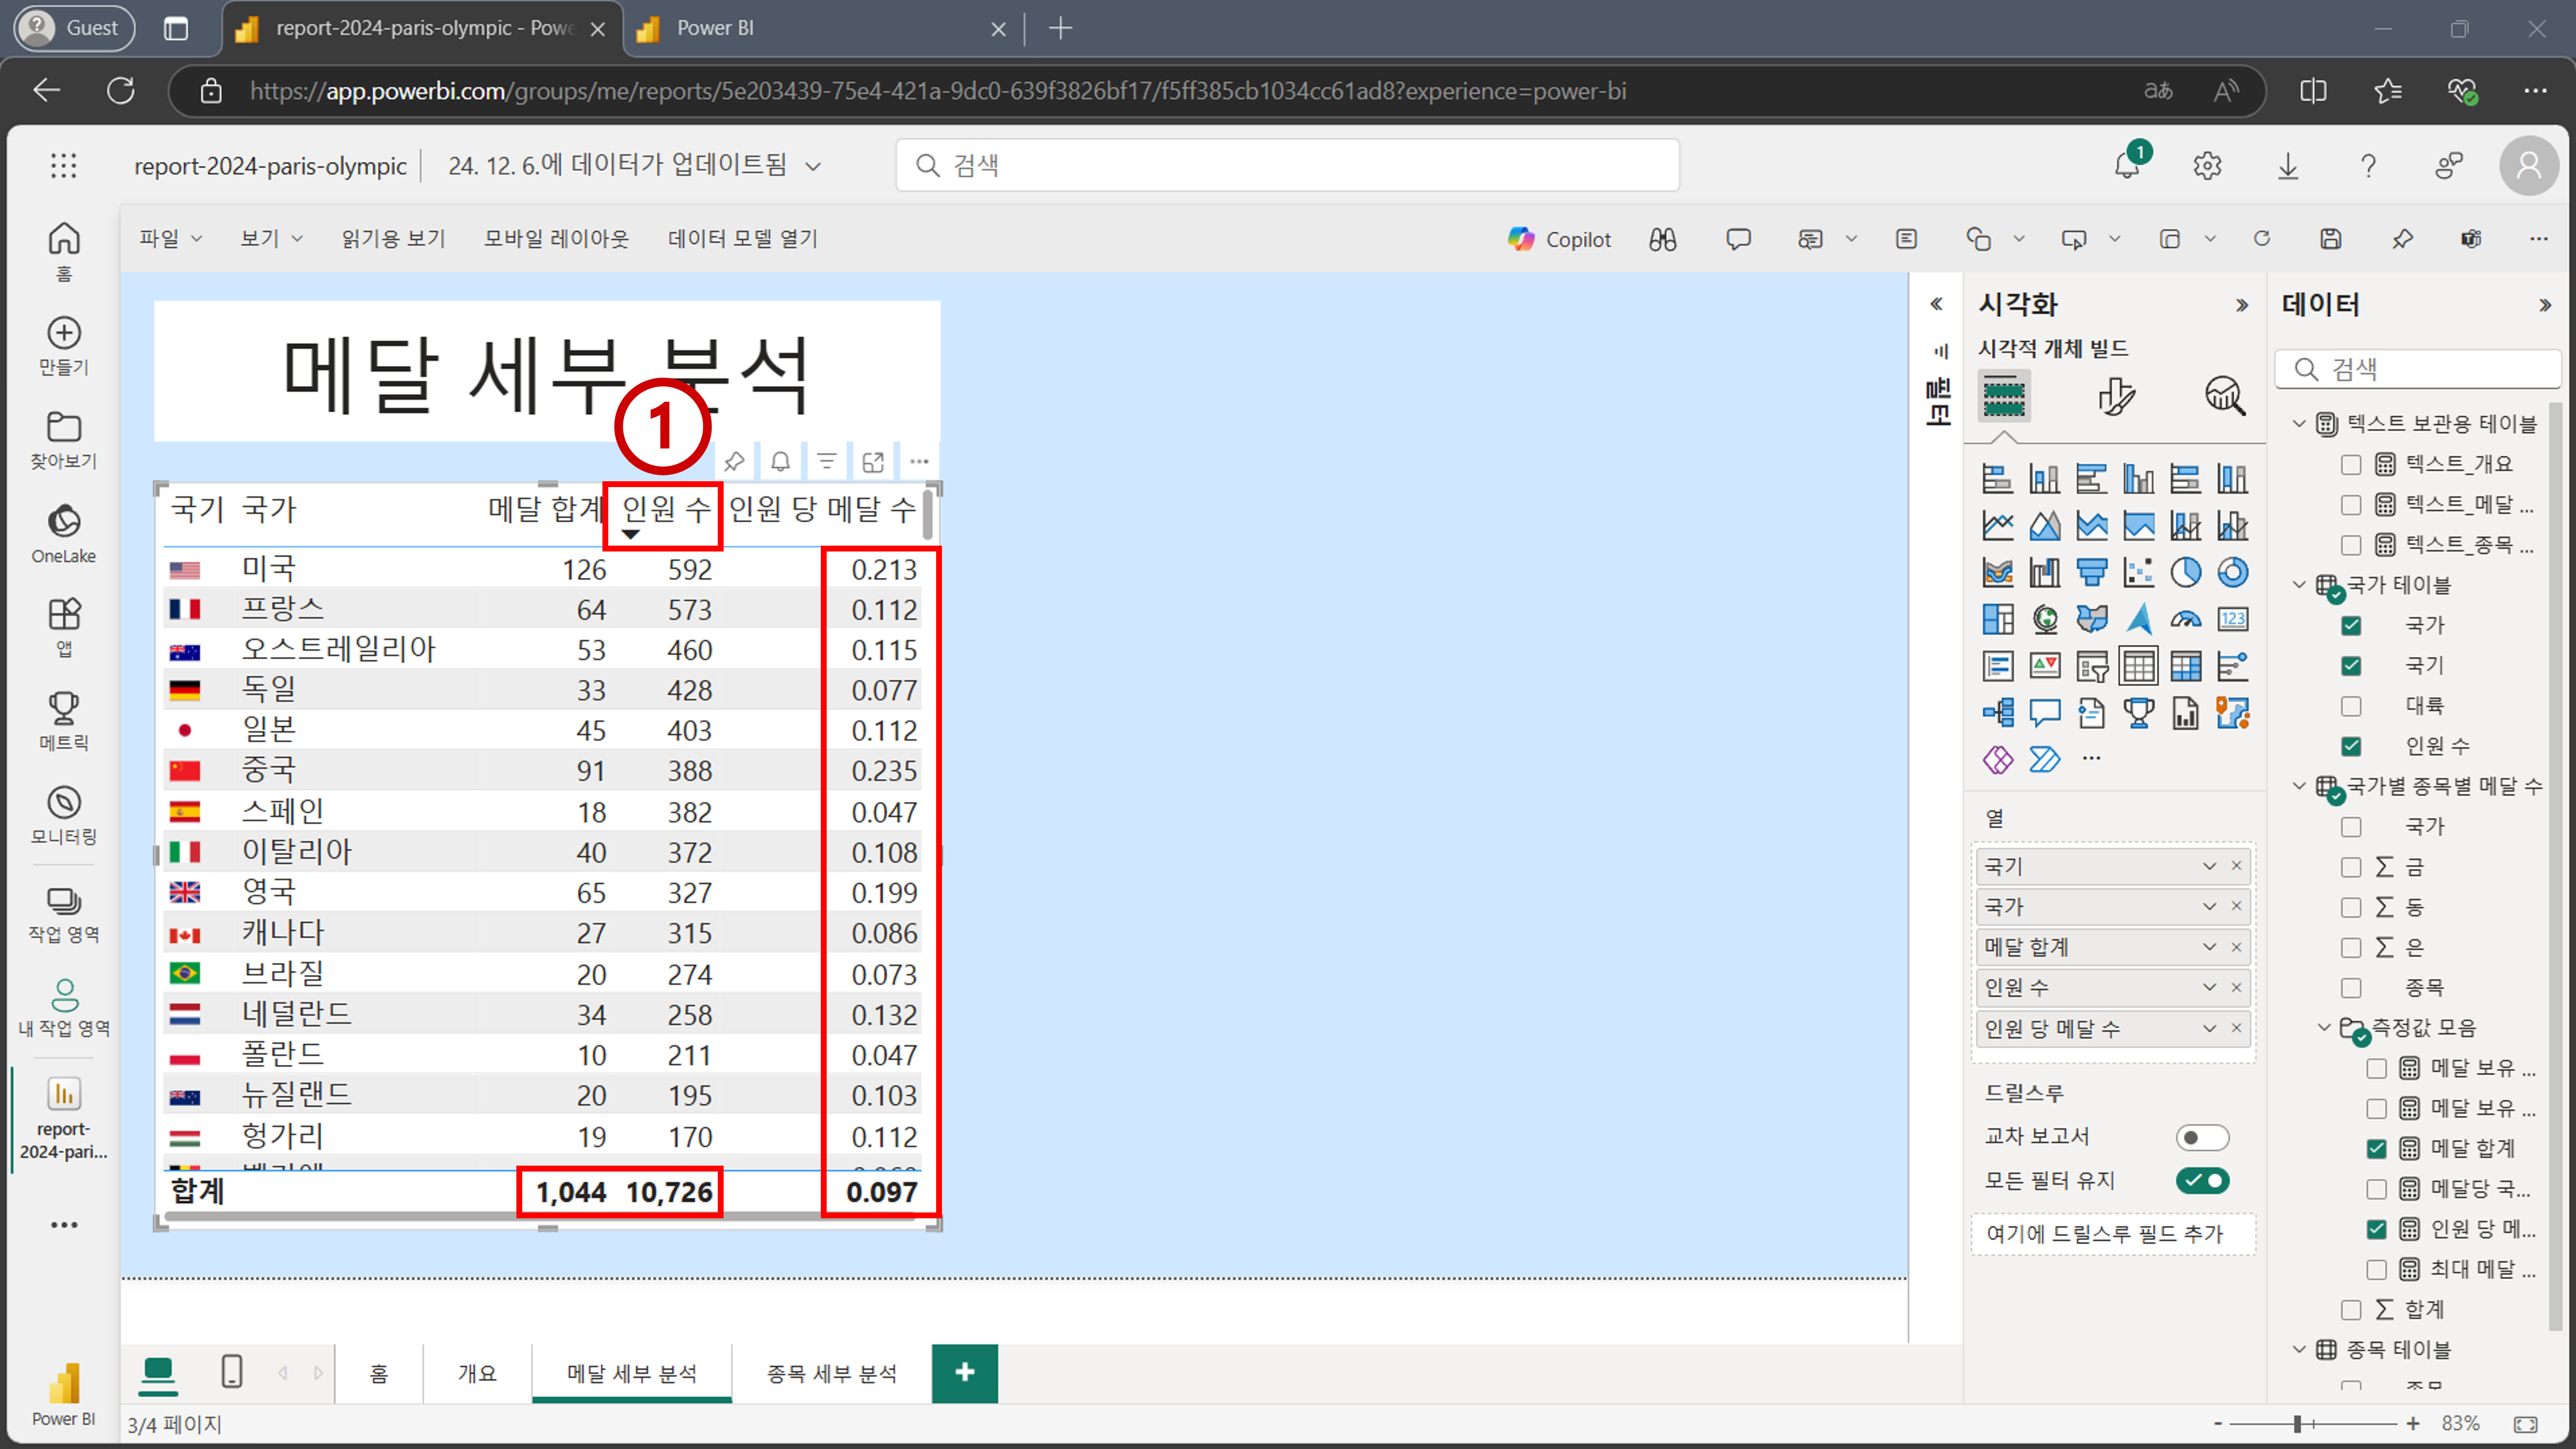 Guest
report-2024-paris-olympic - Powe
Power BI
https://app.powerbi.com/groups/me/reports/5e203439-75e4-421a-9dc0-639f3826bf17/f5ff385cb1034cc61ad8?experience=power-bi
report-2024-paris-olympic
24. 12. 6.에 데이터가 업데이트됨
검색
1
파일
보기
읽기용 보기
모바일 레이아웃
데이터 모델 열기
Copilot
홈
만들기
찾아보기
OneLake
앱
메트릭
모니터링
작업 영역
내 작업 영역
report-
2024-pari...
Power BI
메달 세부 분석
1
국기 국가 메달 합계 인원 수 인원 당 메달 수
미국 126 592 0.213
프랑스 64 573 0.112
오스트레일리아 53 460 0.115
독일 33 428 0.077
일본 45 403 0.112
중국 91 388 0.235
스페인 18 382 0.047
이탈리아 40 372 0.108
영국 65 327 0.199
캐나다 27 315 0.086
브라질 20 274 0.073
네덜란드 34 258 0.132
폴란드 10 211 0.047
뉴질랜드 20 195 0.103
헝가리 19 170 0.112
합계 1,044 10,726 0.097
필터
시각화
시각적 개체 빌드
123
열
국기
국가
메달 합계
인원 수
인원 당 메달 수
드릴스루
교차 보고서
모든 필터 유지
여기에 드릴스루 필드 추가
데이터
검색
텍스트 보관용 테이블
텍스트_개요
텍스트_메달 ...
텍스트_종목 ...
국가 테이블
국가
국기
대륙
인원 수
국가별 종목별 메달 수
국가
∑ 금
∑ 동
∑ 은
종목
측정값 모음
메달 보유 ...
메달 보유 ...
메달 합계
메달당 국...
인원 당 메...
최대 메달 ...
∑ 합계
종목 테이블
홈
개요
메달 세부 분석
종목 세부 분석
+
3/4 페이지
- + 83%